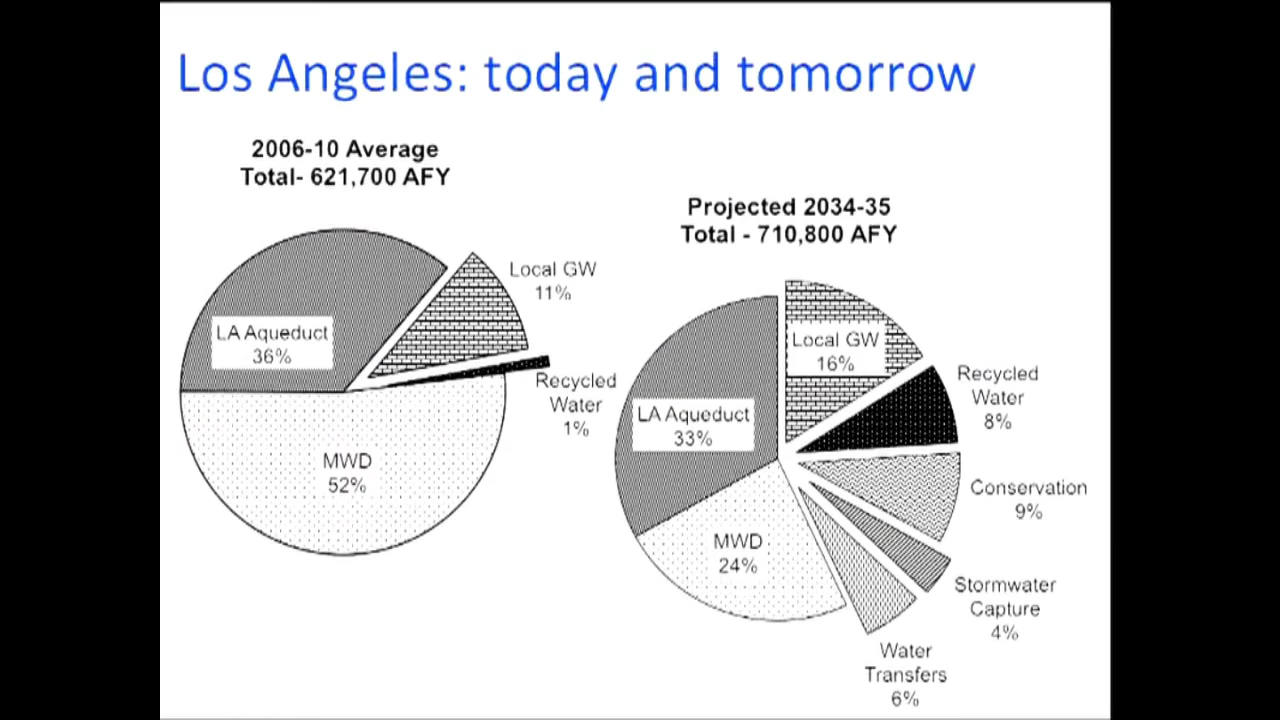 Los Angeles: today and tomorrow
2006-10 Average
Total- 621,700 AFY
Local GW
11%
LA Aqueduct
36%
Recycled
Water
1%
MWD
52%
Projected 2034-35
Total - 710,800 AFY
Local GW
16%
Recycled
Water
8%
LA Aqueduct
33%
Conservation
9%
MWD
24%
Stormwater
Capture
4%
Water
Transfers
6%